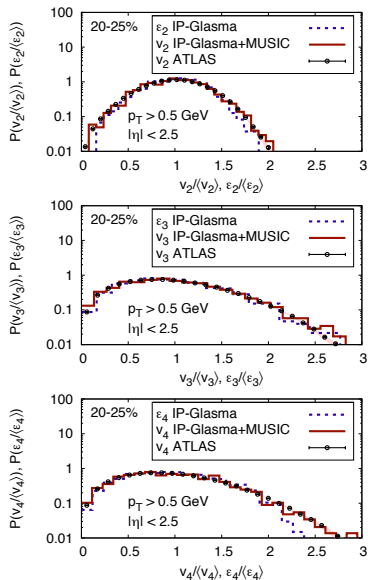 P(v2/⟨v2⟩), P(ε2/⟨ε2⟩)
10
1
0.1
0.01
20-25%
ε2 IP-Glasma
v2 IP-Glasma+MUSIC
v2 ATLAS
pT > 0.5 GeV
|η| < 2.5
0 0.5 1 1.5 2 2.5 3
v2/⟨v2⟩, ε2/⟨ε2⟩
P(v3/⟨v3⟩), P(ε3/⟨ε3⟩)
10
1
0.1
0.01
20-25%
ε3 IP-Glasma
v3 IP-Glasma+MUSIC
v3 ATLAS
pT > 0.5 GeV
|η| < 2.5
0 0.5 1 1.5 2 2.5 3
v3/⟨v3⟩, ε3/⟨ε3⟩
P(v4/⟨v4⟩), P(ε4/⟨ε4⟩)
10
1
0.1
0.01
20-25%
ε4 IP-Glasma
v4 IP-Glasma+MUSIC
v4 ATLAS
pT > 0.5 GeV
|η| < 2.5
0 0.5 1 1.5 2 2.5 3
v4/⟨v4⟩, ε4/⟨ε4⟩